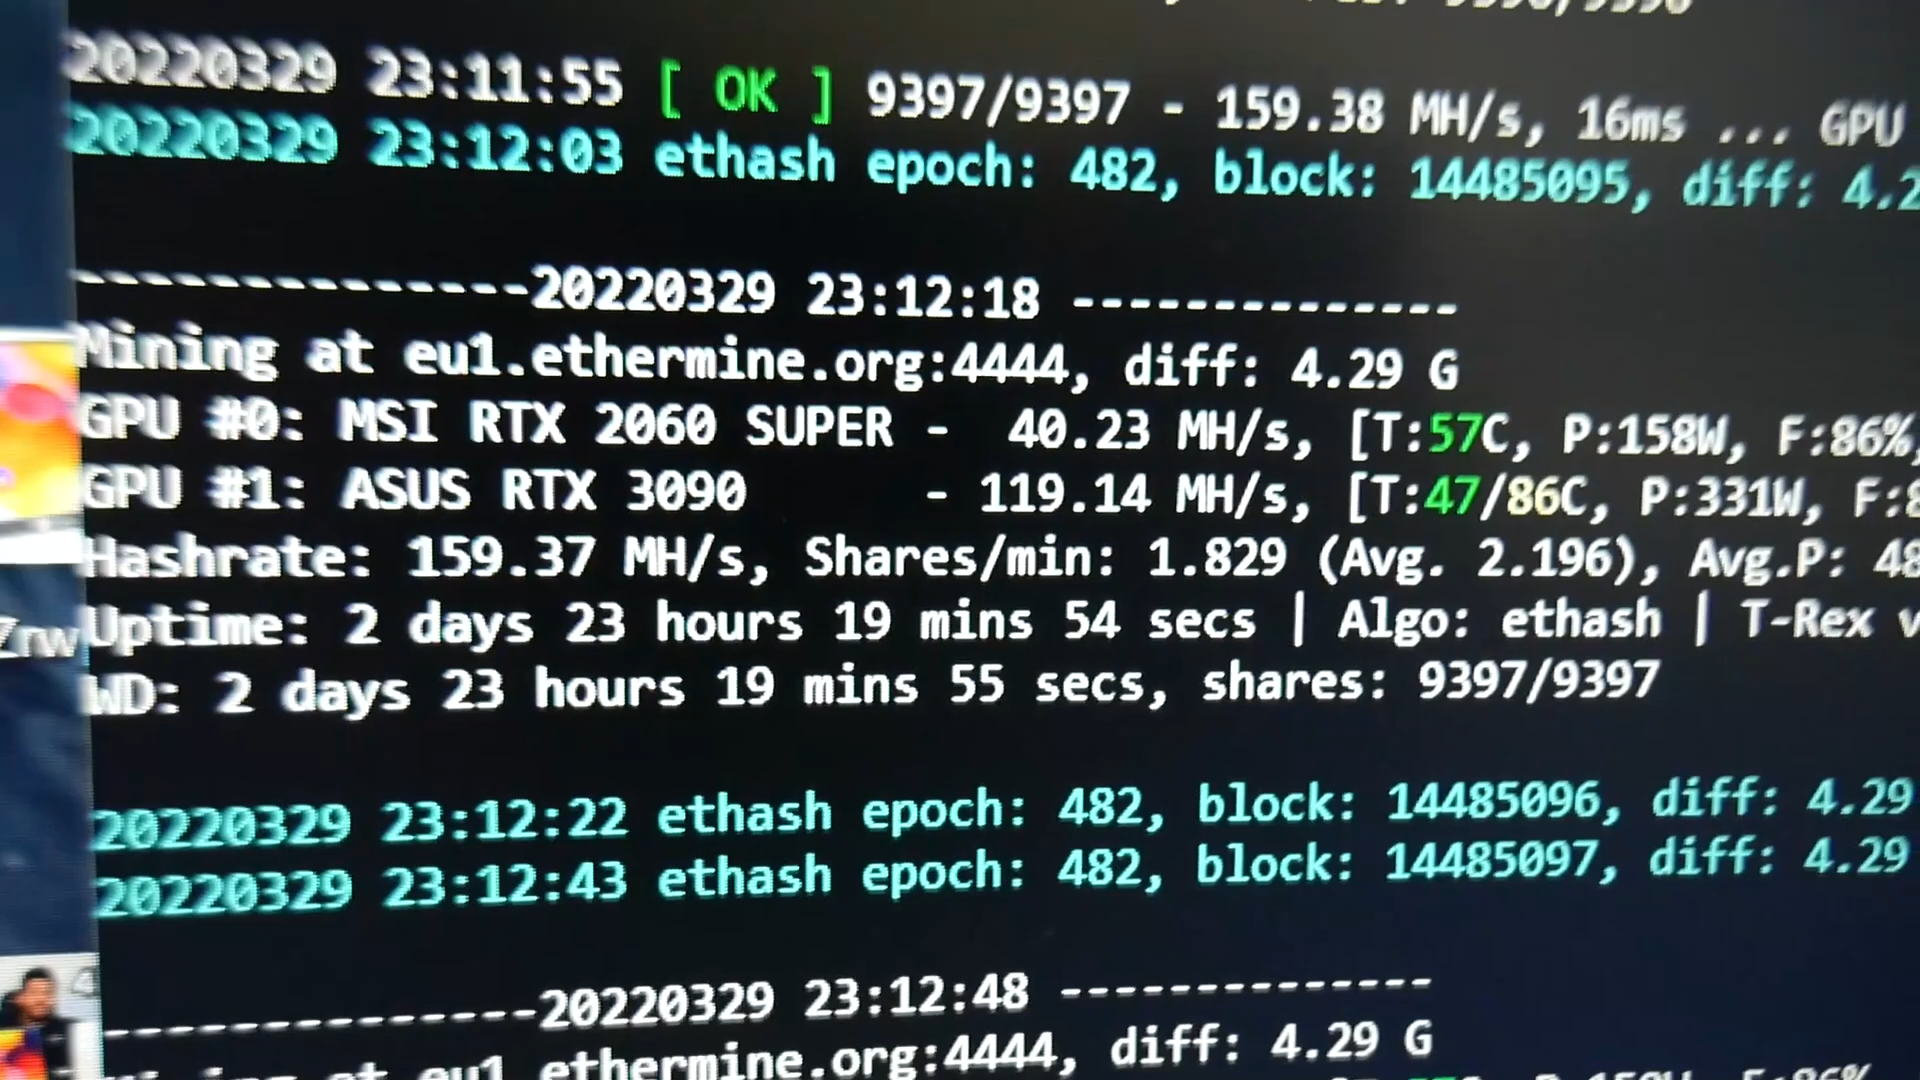 20220329 23:11:55 [ OK ] 9397/9397 - 159.38 MH/s, 16ms ... GPU
20220329 23:12:03 ethash epoch: 482, block: 14485095, diff: 4.2
--------------20220329 23:12:18 --------------
Mining at eu1.ethermine.org:4444, diff: 4.29 G
GPU #0: MSI RTX 2060 SUPER - 40.23 MH/s, [T:57C, P:158W, F:86%,
GPU #1: ASUS RTX 3090 - 119.14 MH/s, [T:47/86C, P:331W, F:8
Hashrate: 159.37 MH/s, Shares/min: 1.829 (Avg. 2.196), Avg.P: 48
Uptime: 2 days 23 hours 19 mins 54 secs | Algo: ethash | T-Rex v
WD: 2 days 23 hours 19 mins 55 secs, shares: 9397/9397
20220329 23:12:22 ethash epoch: 482, block: 14485096, diff: 4.29
20220329 23:12:43 ethash epoch: 482, block: 14485097, diff: 4.29
--------------20220329 23:12:48 --------------
Mining at eu1.ethermine.org:4444, diff: 4.29 G